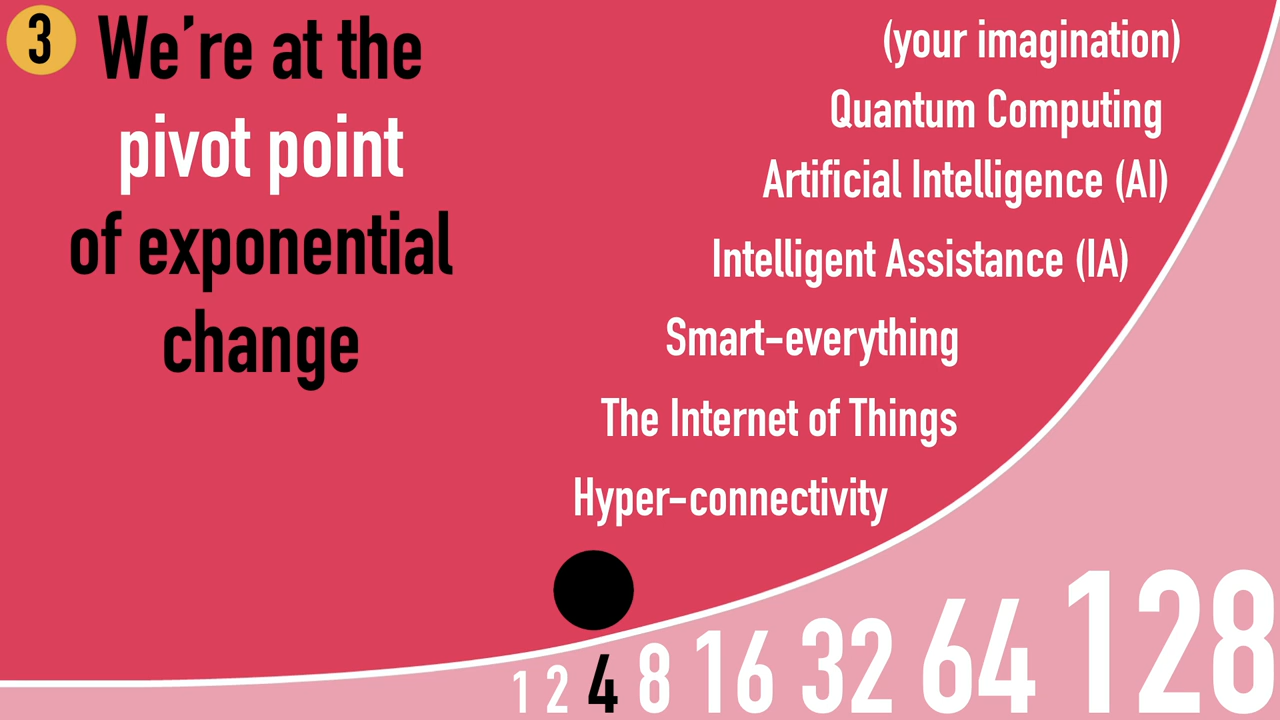 3
We're at the
pivot point
of exponential
change
(your imagination)
Quantum Computing
Artificial Intelligence (AI)
Intelligent Assistance (IA)
Smart-everything
The Internet of Things
Hyper-connectivity
1 2 4 8 16 32 64 128